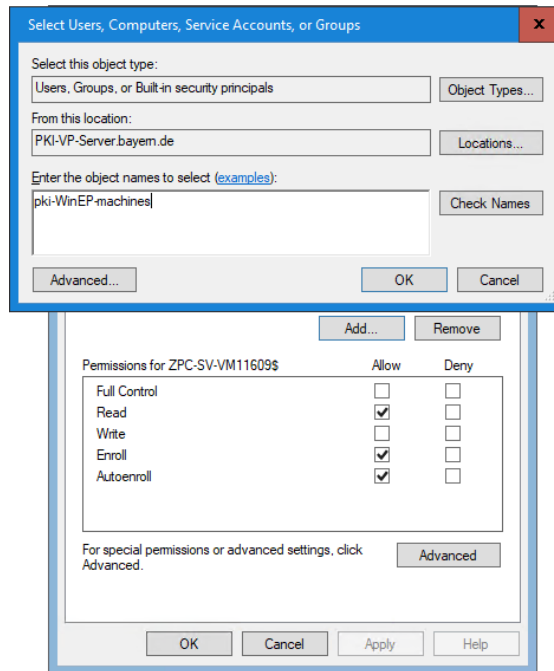 Select Users, Computers, Service Accounts, or Groups
x
Select this object type:
Users, Groups, or Built-in security principals
Object Types...
From this location:
PKI-VP-Server.bayern.de
Locations...
Enter the object names to select (examples):
pki-WinEP-machines
Check Names
Advanced...
OK
Cancel
Add...
Remove
Permissions for ZPC-SV-VM11609$
Allow
Deny
Full Control
Read
Write
Enroll
Autoenroll
For special permissions or advanced settings, click
Advanced.
Advanced
OK
Cancel
Apply
Help